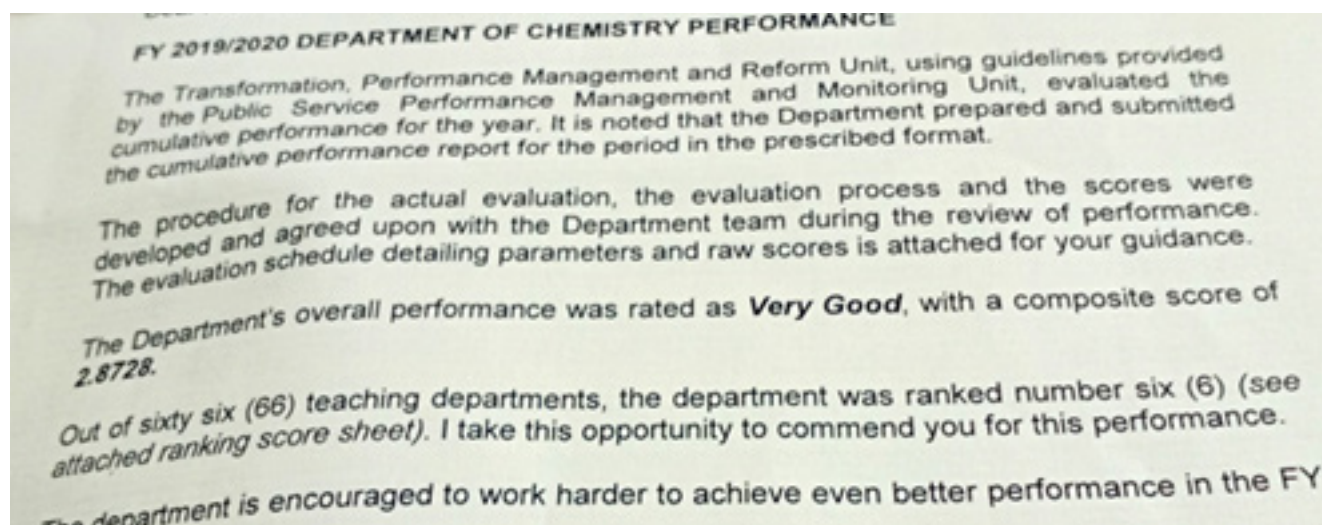 FY 2019/2020 DEPARTMENT OF CHEMISTRY PERFORMANCE
The Transformation, Performance Management and Reform Unit, using guidelines provided
by the Public Service Performance Management and Monitoring Unit, evaluated the
cumulative performance for the year. It is noted that the Department prepared and submitted
the cumulative performance report for the period in the prescribed format.
The procedure for the actual evaluation, the evaluation process and the scores were
developed and agreed upon with the Department team during the review of performance.
The evaluation schedule detailing parameters and raw scores is attached for your guidance.
The Department's overall performance was rated as Very Good, with a composite score of
2.8728.
Out of sixty six (66) teaching departments, the department was ranked number six (6) (see
attached ranking score sheet). I take this opportunity to commend you for this performance.
The department is encouraged to work harder to achieve even better performance in the FY